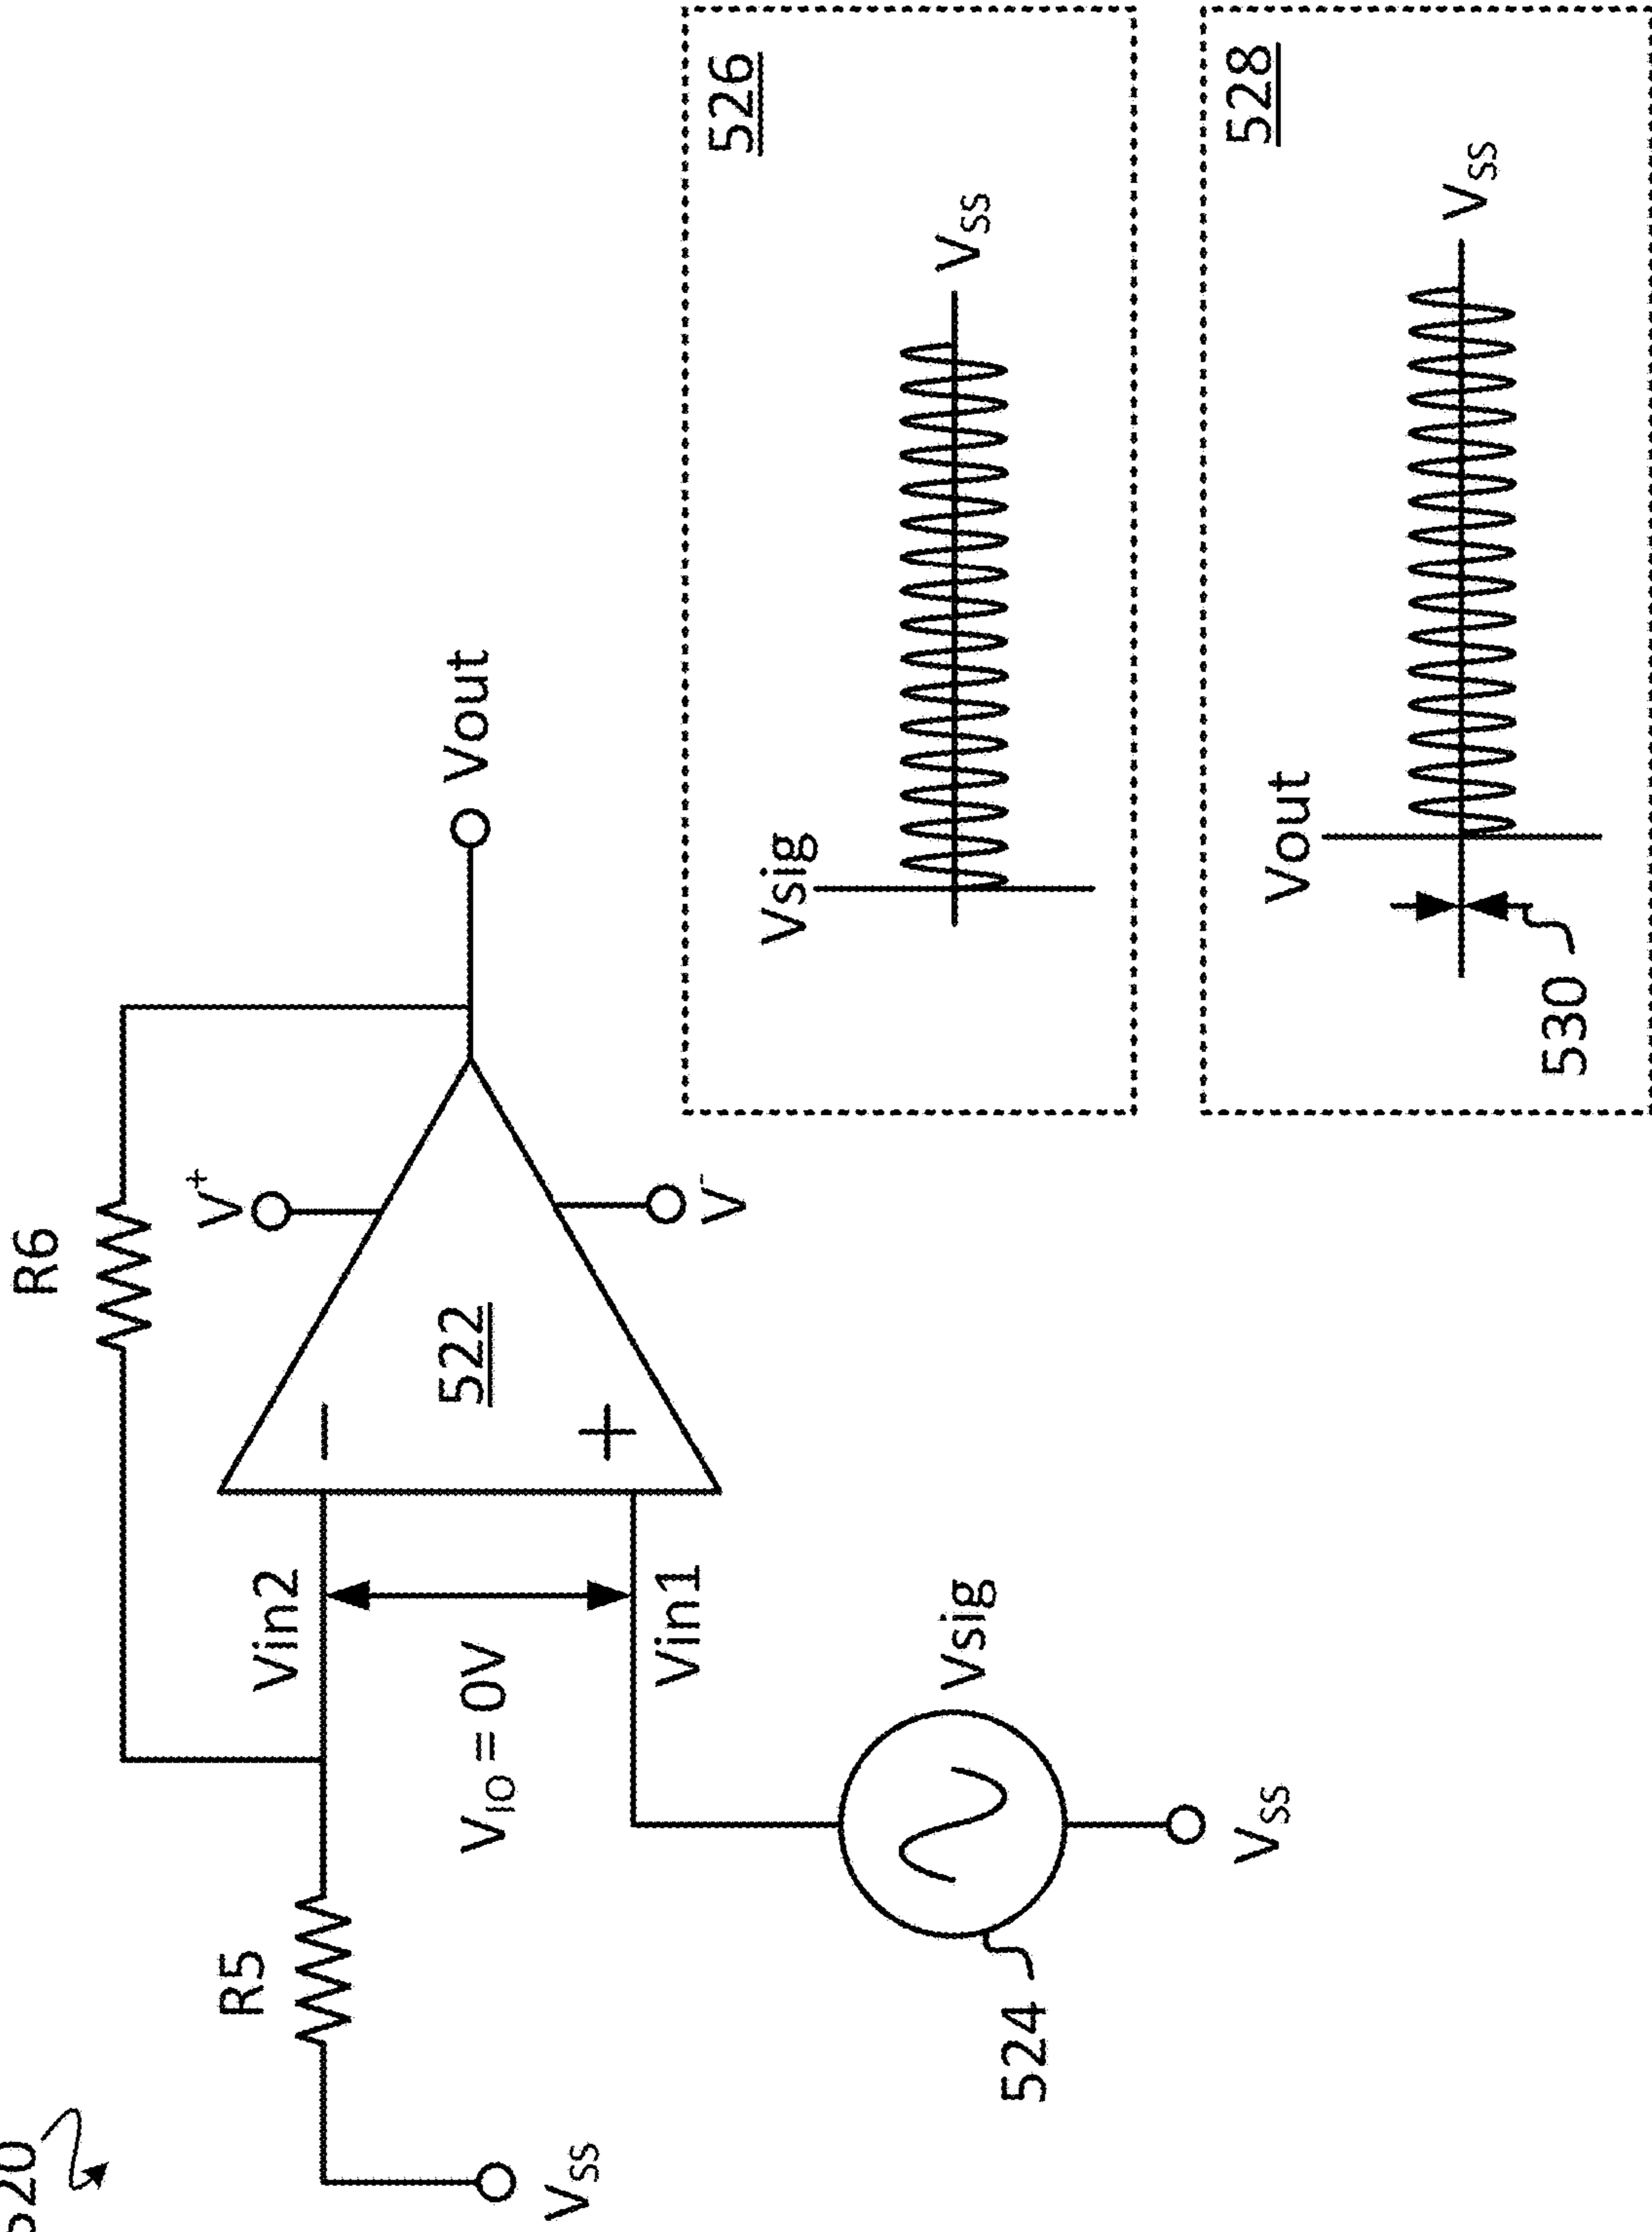 520
R6
V+
R5
Vin2
522
−
+
Vout
VIO = 0V
Vin1
V-
VSS
Vsig
524
VSS
526
Vsig
VSS
528
Vout
VSS
530